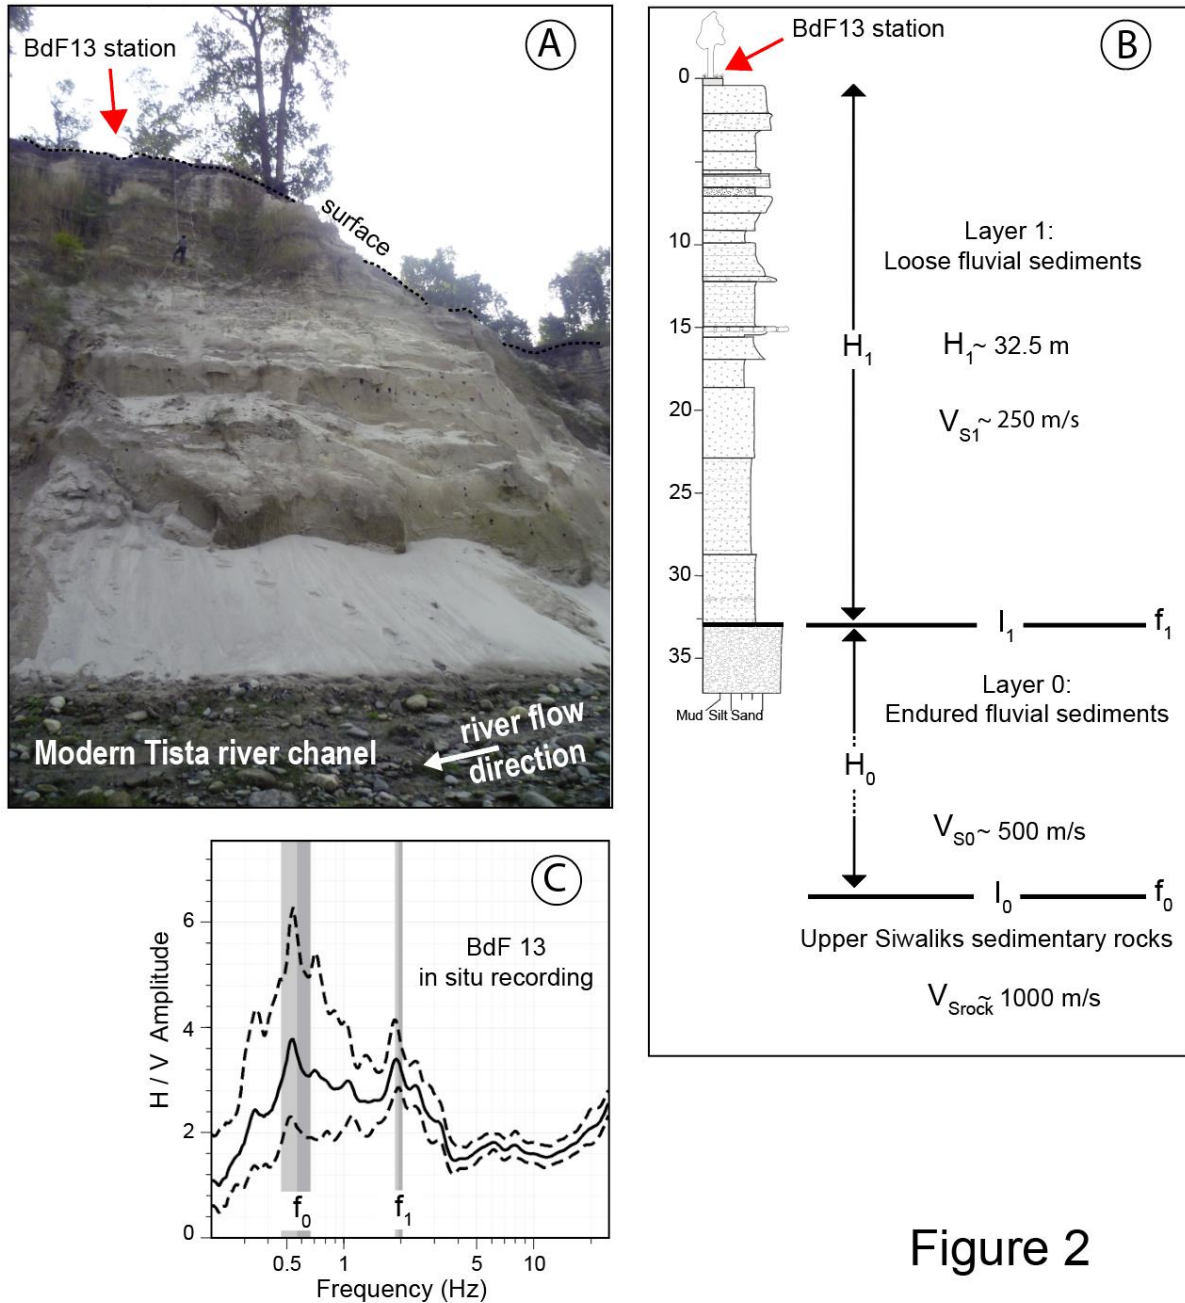 BdF13 station
A
surface
Modern Tista river chanel
river flow
direction
B
BdF13 station
0
10
15
20
25
30
35
Mud Silt Sand
H1
Layer 1:
Loose fluvial sediments
H1 ~ 32.5 m
VS1 ~ 250 m/s
I1
f1
Layer 0:
Endured fluvial sediments
H0
VS0 ~ 500 m/s
I0
f0
Upper Siwaliks sedimentary rocks
VSrock ~ 1000 m/s
C
BdF 13
in situ recording
H / V Amplitude
6
4
2
0
f0
f1
0.5
1
5
10
Frequency (Hz)
Figure 2